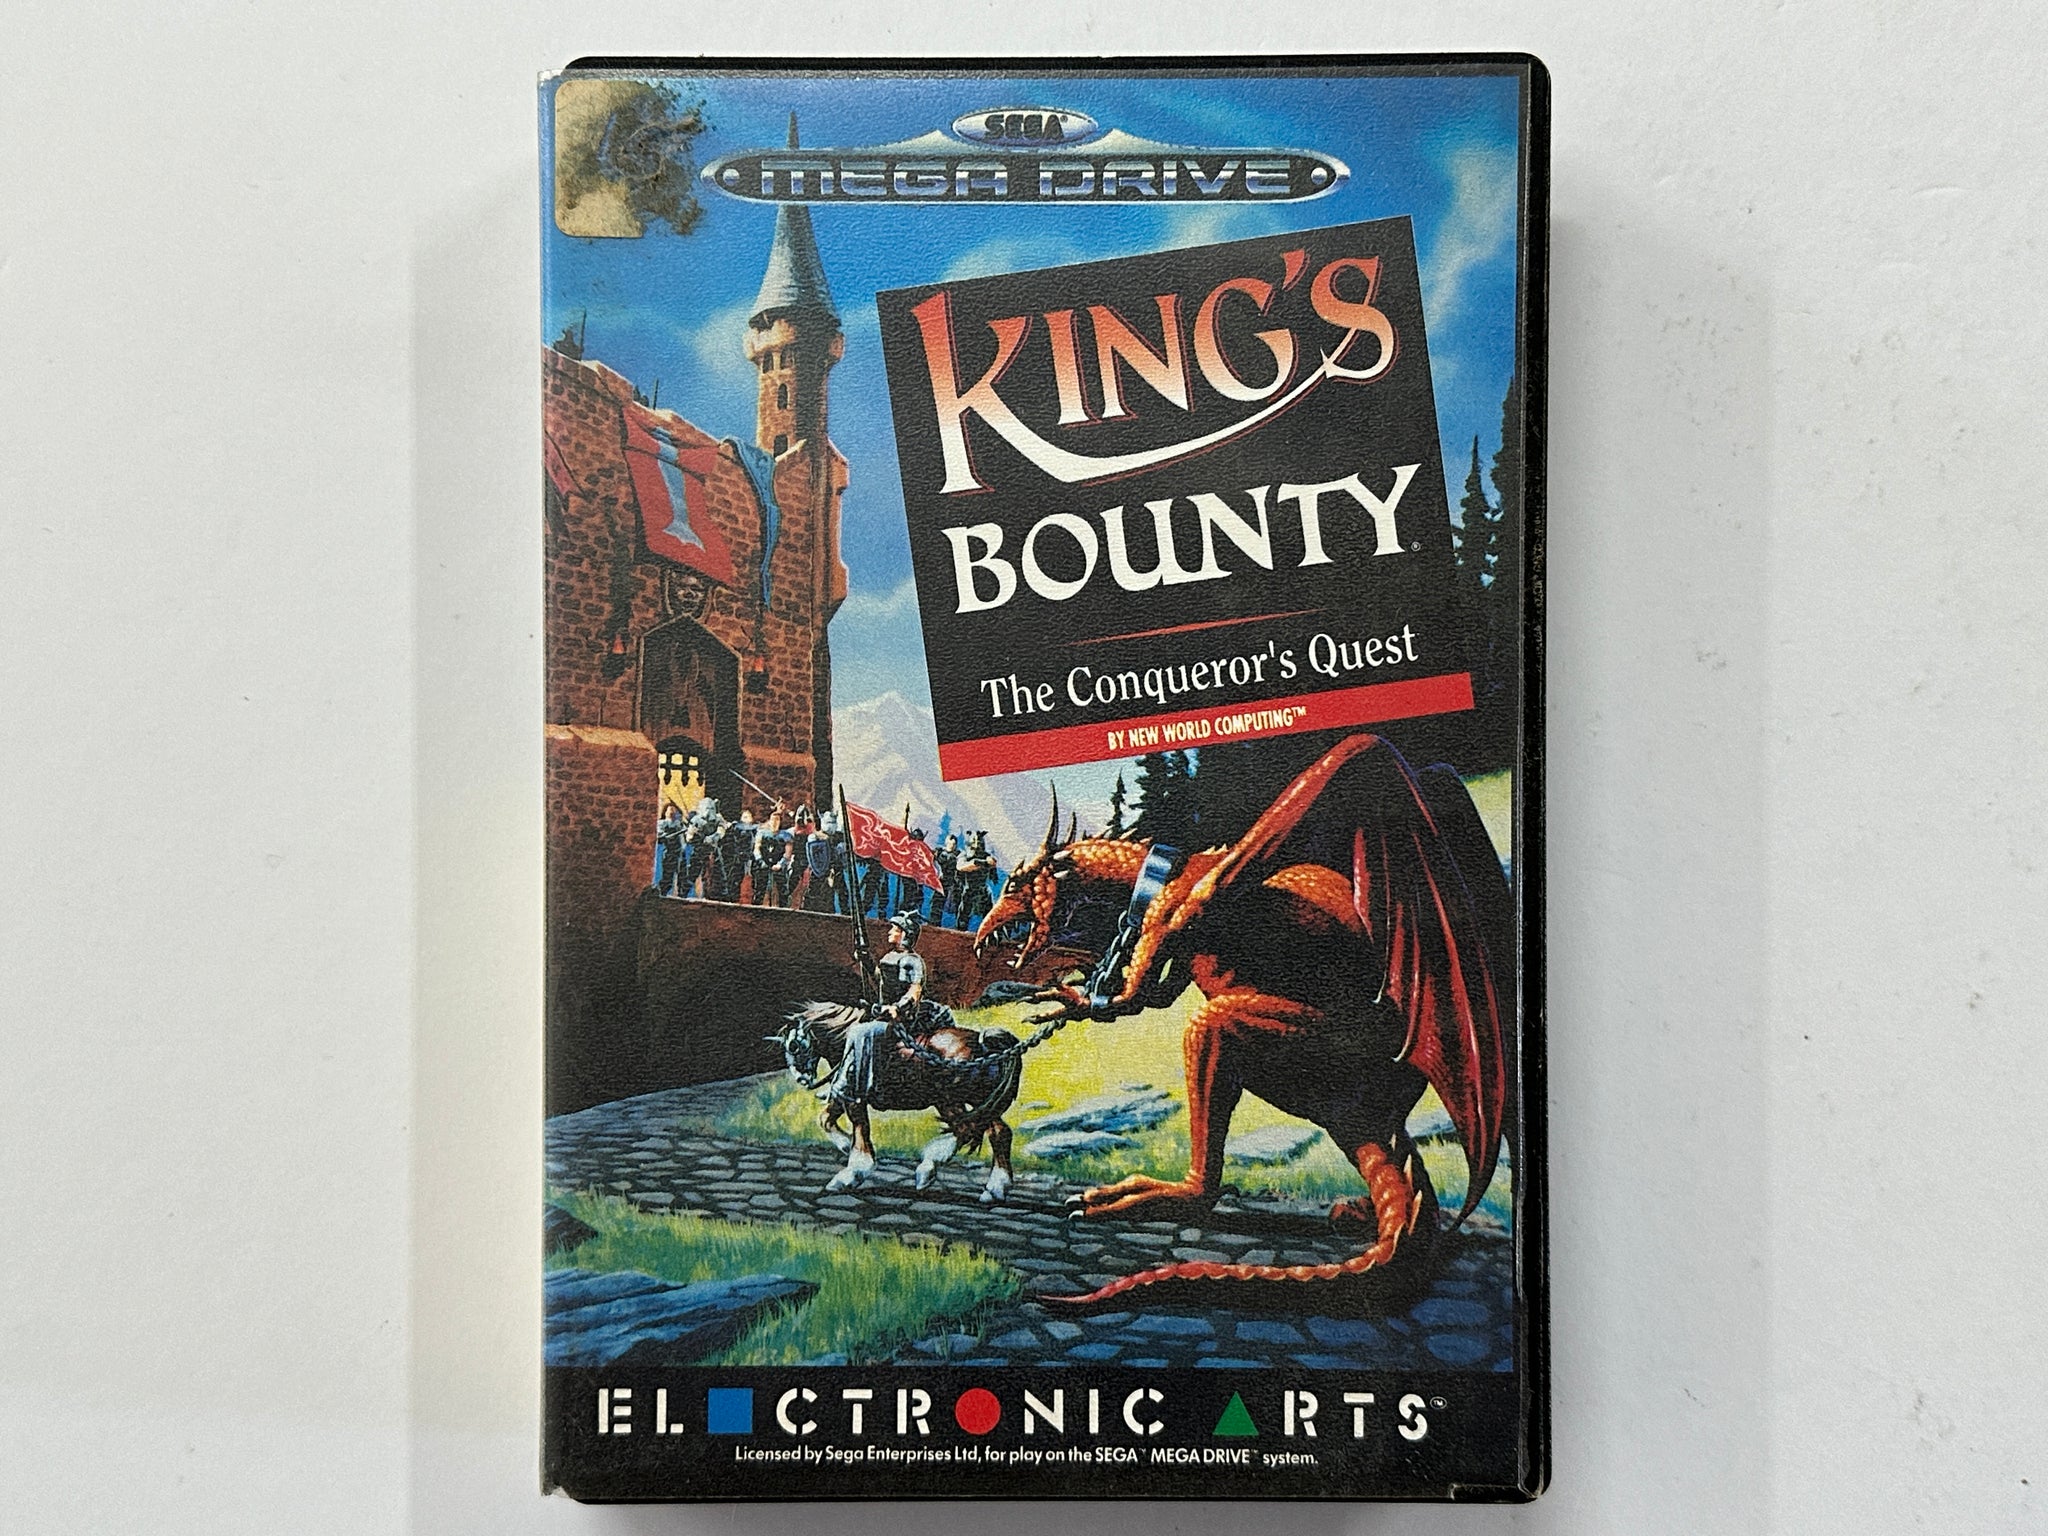 SEGA®
MEGA DRIVE
KING'S
BOUNTY®
The Conqueror's Quest
BY NEW WORLD COMPUTING™
ELECTRONIC ARTS™
Licensed by Sega Enterprises Ltd, for play on the SEGA™ MEGA DRIVE™ system.